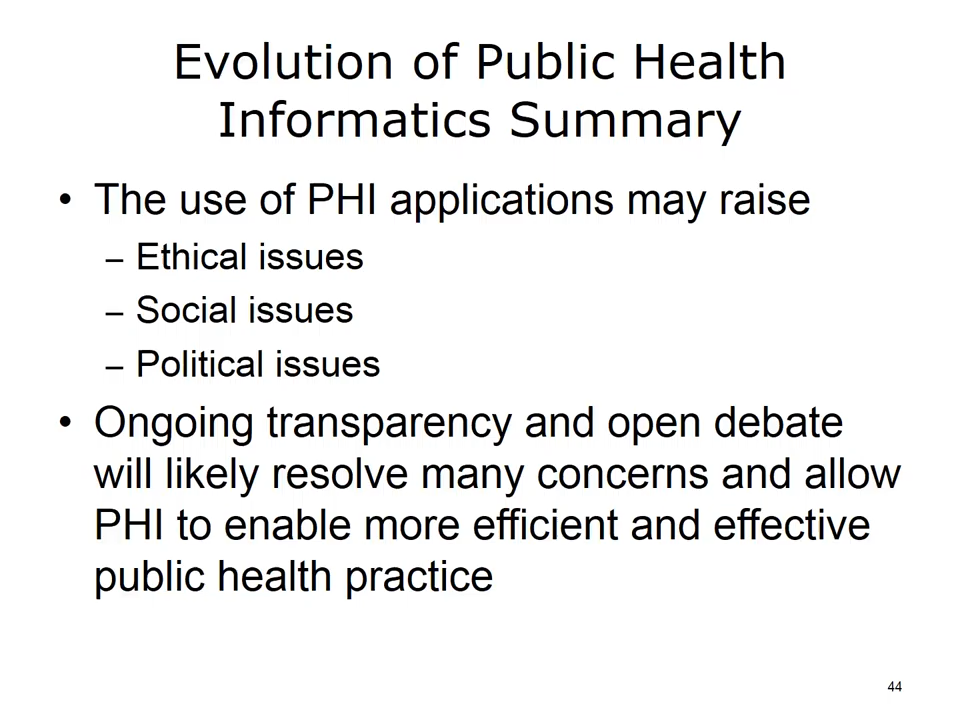 Evolution of Public Health
Informatics Summary
• The use of PHI applications may raise
– Ethical issues
– Social issues
– Political issues
• Ongoing transparency and open debate
will likely resolve many concerns and allow
PHI to enable more efficient and effective
public health practice
44